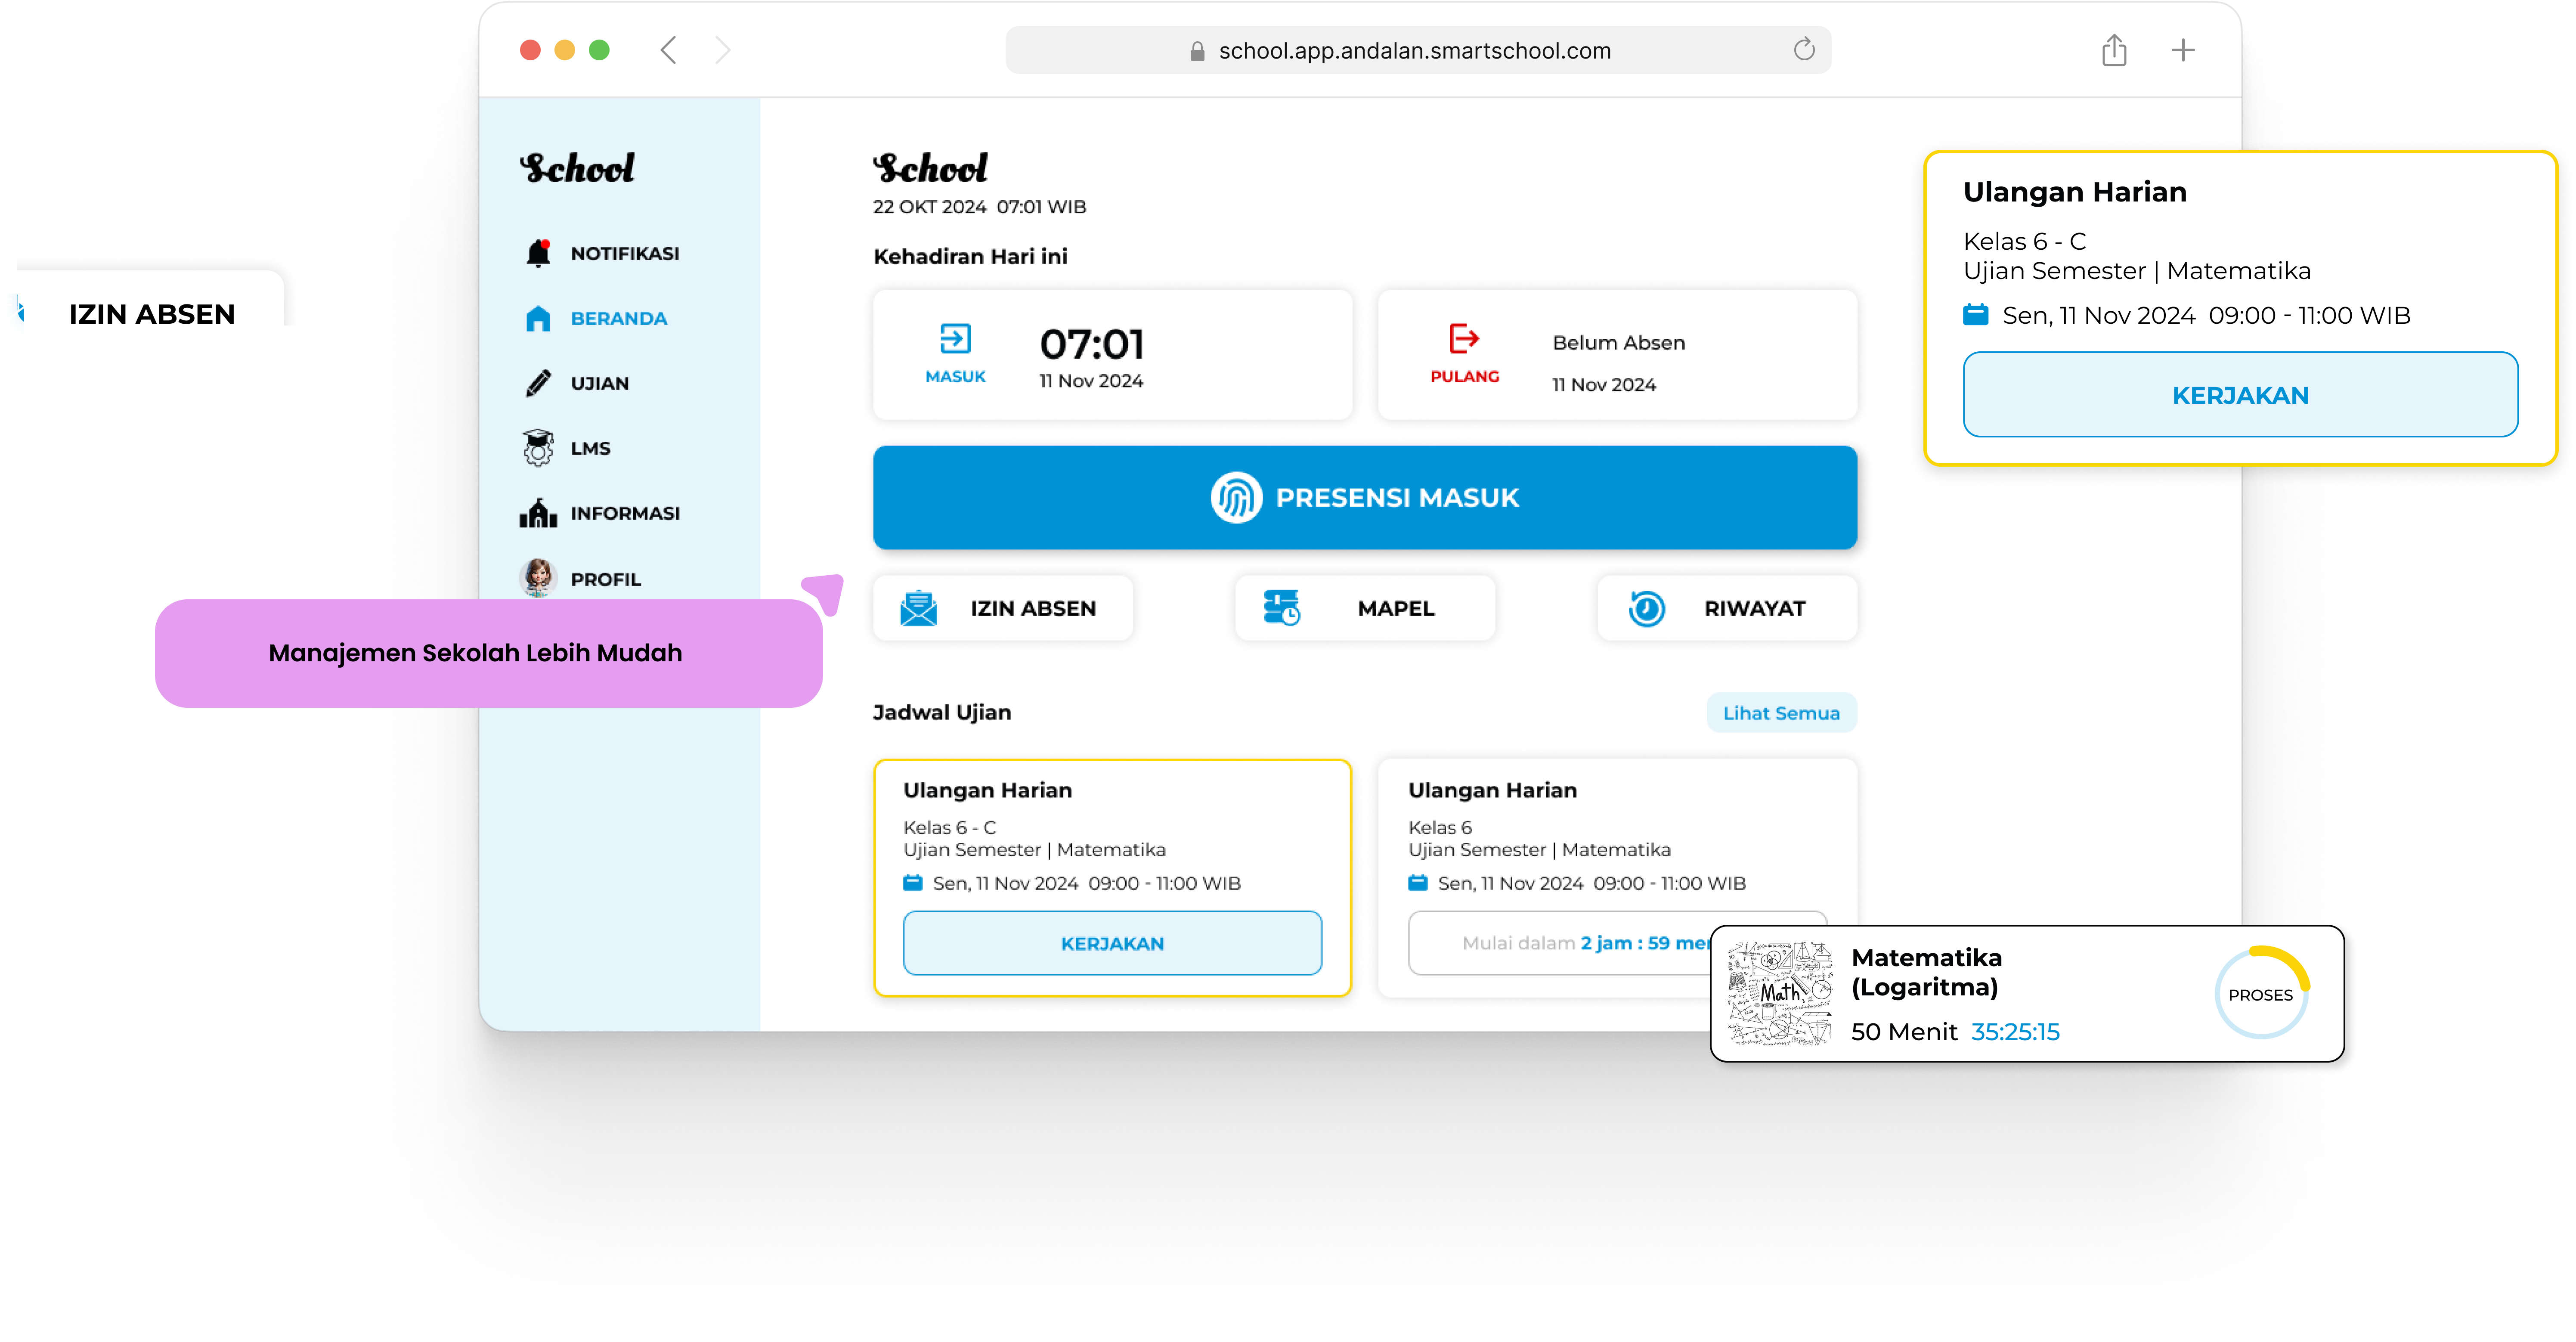 school.app.andalan.smartschool.com
School
NOTIFIKASI
BERANDA
UJIAN
LMS
INFORMASI
PROFIL
IZIN ABSEN
Manajemen Sekolah Lebih Mudah
School
22 OKT 2024 07:01 WIB
Kehadiran Hari ini
MASUK
07:01
11 Nov 2024
PULANG
Belum Absen
11 Nov 2024
PRESENSI MASUK
IZIN ABSEN
MAPEL
RIWAYAT
Jadwal Ujian
Lihat Semua
Ulangan Harian
Kelas 6 - C
Ujian Semester | Matematika
Sen, 11 Nov 2024 09:00 - 11:00 WIB
KERJAKAN
Ulangan Harian
Kelas 6
Ujian Semester | Matematika
Sen, 11 Nov 2024 09:00 - 11:00 WIB
Mulai dalam 2 jam : 59
Ulangan Harian
Kelas 6 - C
Ujian Semester | Matematika
Sen, 11 Nov 2024 09:00 - 11:00 WIB
KERJAKAN
Math
Matematika
(Logaritma)
50 Menit 35:25:15
PROSES